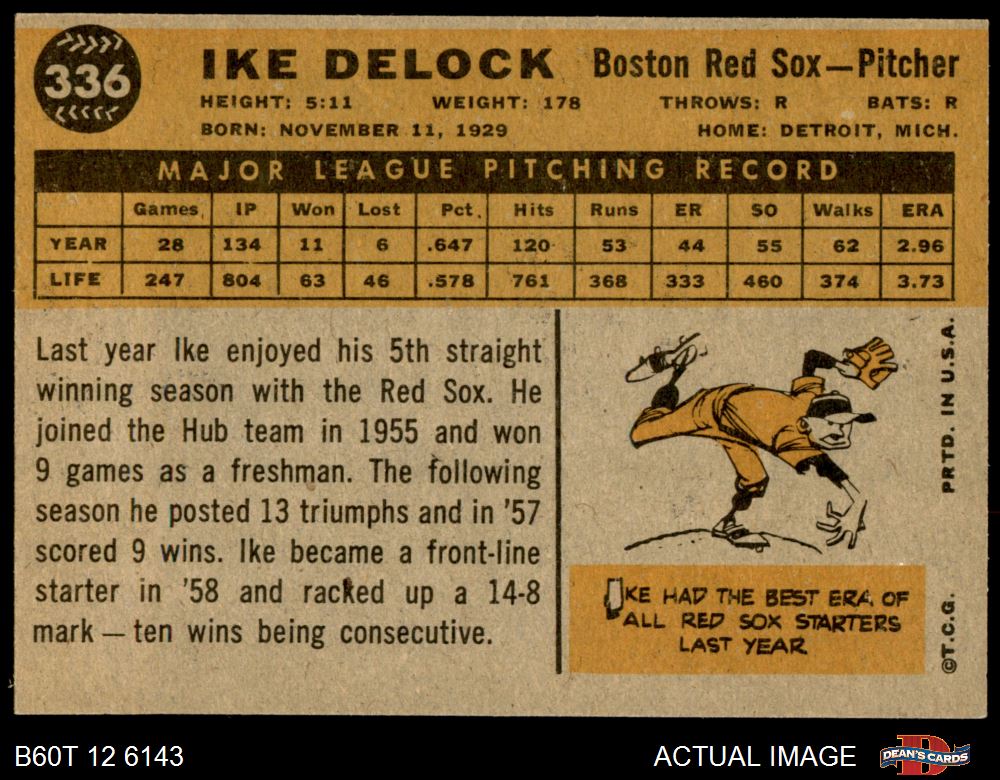 336
IKE DELOCK Boston Red Sox—Pitcher
HEIGHT: 5:11 WEIGHT: 178 THROWS: R BATS: R
BORN: NOVEMBER 11, 1929 HOME: DETROIT, MICH.
MAJOR LEAGUE PITCHING RECORD
Games IP Won Lost Pct. Hits Runs ER SO Walks ERA
YEAR 28 134 11 6 .647 120 53 44 55 62 2.96
LIFE 247 804 63 46 .578 761 368 333 460 374 3.73
Last year Ike enjoyed his 5th straight
winning season with the Red Sox. He
joined the Hub team in 1955 and won
9 games as a freshman. The following
season he posted 13 triumphs and in '57
scored 9 wins. Ike became a front-line
starter in '58 and racked up a 14-8
mark — ten wins being consecutive.
IKE HAD THE BEST ERA OF
ALL RED SOX STARTERS
LAST YEAR
PRTD. IN U.S.A.
©T.C.G.
B60T 12 6143
ACTUAL IMAGE
DEAN'S CARDS